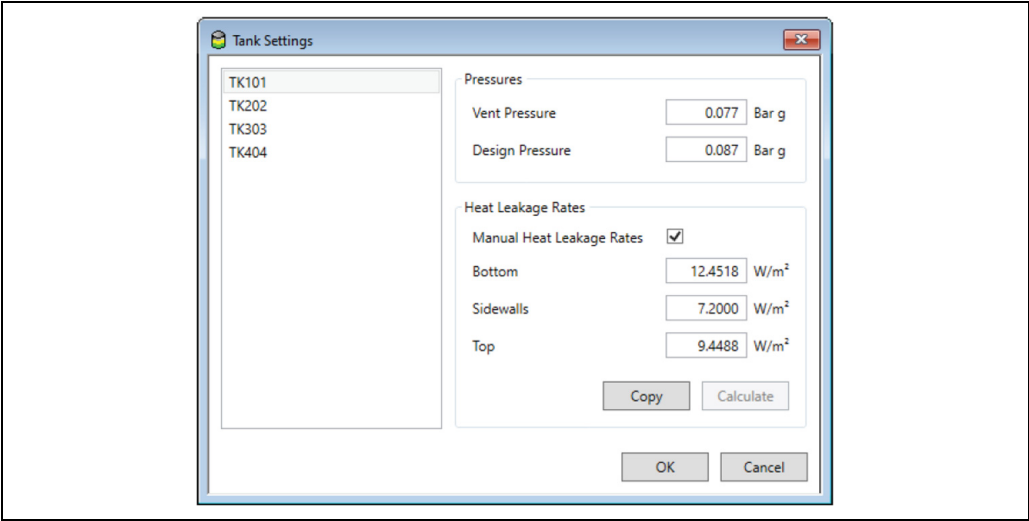 Tank Settings
TK101
TK202
TK303
TK404
Pressures
Vent Pressure 0.077 Bar g
Design Pressure 0.087 Bar g
Heat Leakage Rates
Manual Heat Leakage Rates
Bottom 12.4518 W/m²
Sidewalls 7.2000 W/m²
Top 9.4488 W/m²
Copy Calculate
OK Cancel